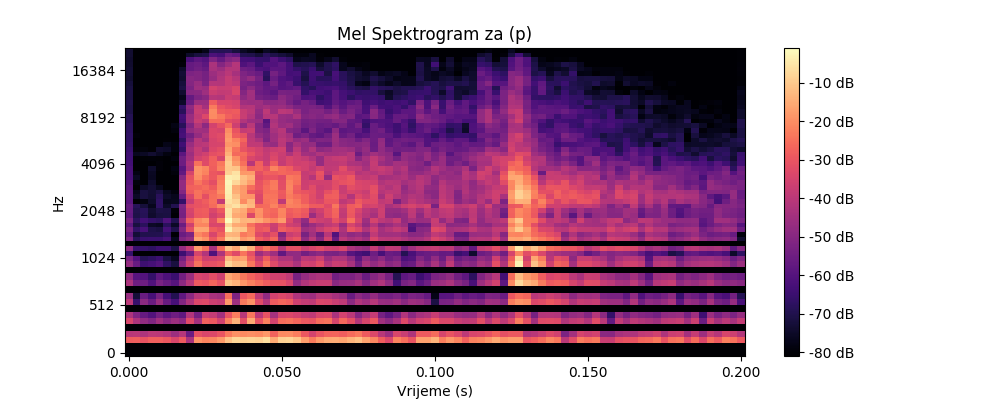 Mel Spektrogram za (p)
16384
8192
4096
2048
1024
512
0
Hz
0.000 0.050 0.100 0.150 0.200
Vrijeme (s)
-10 dB
-20 dB
-30 dB
-40 dB
-50 dB
-60 dB
-70 dB
-80 dB